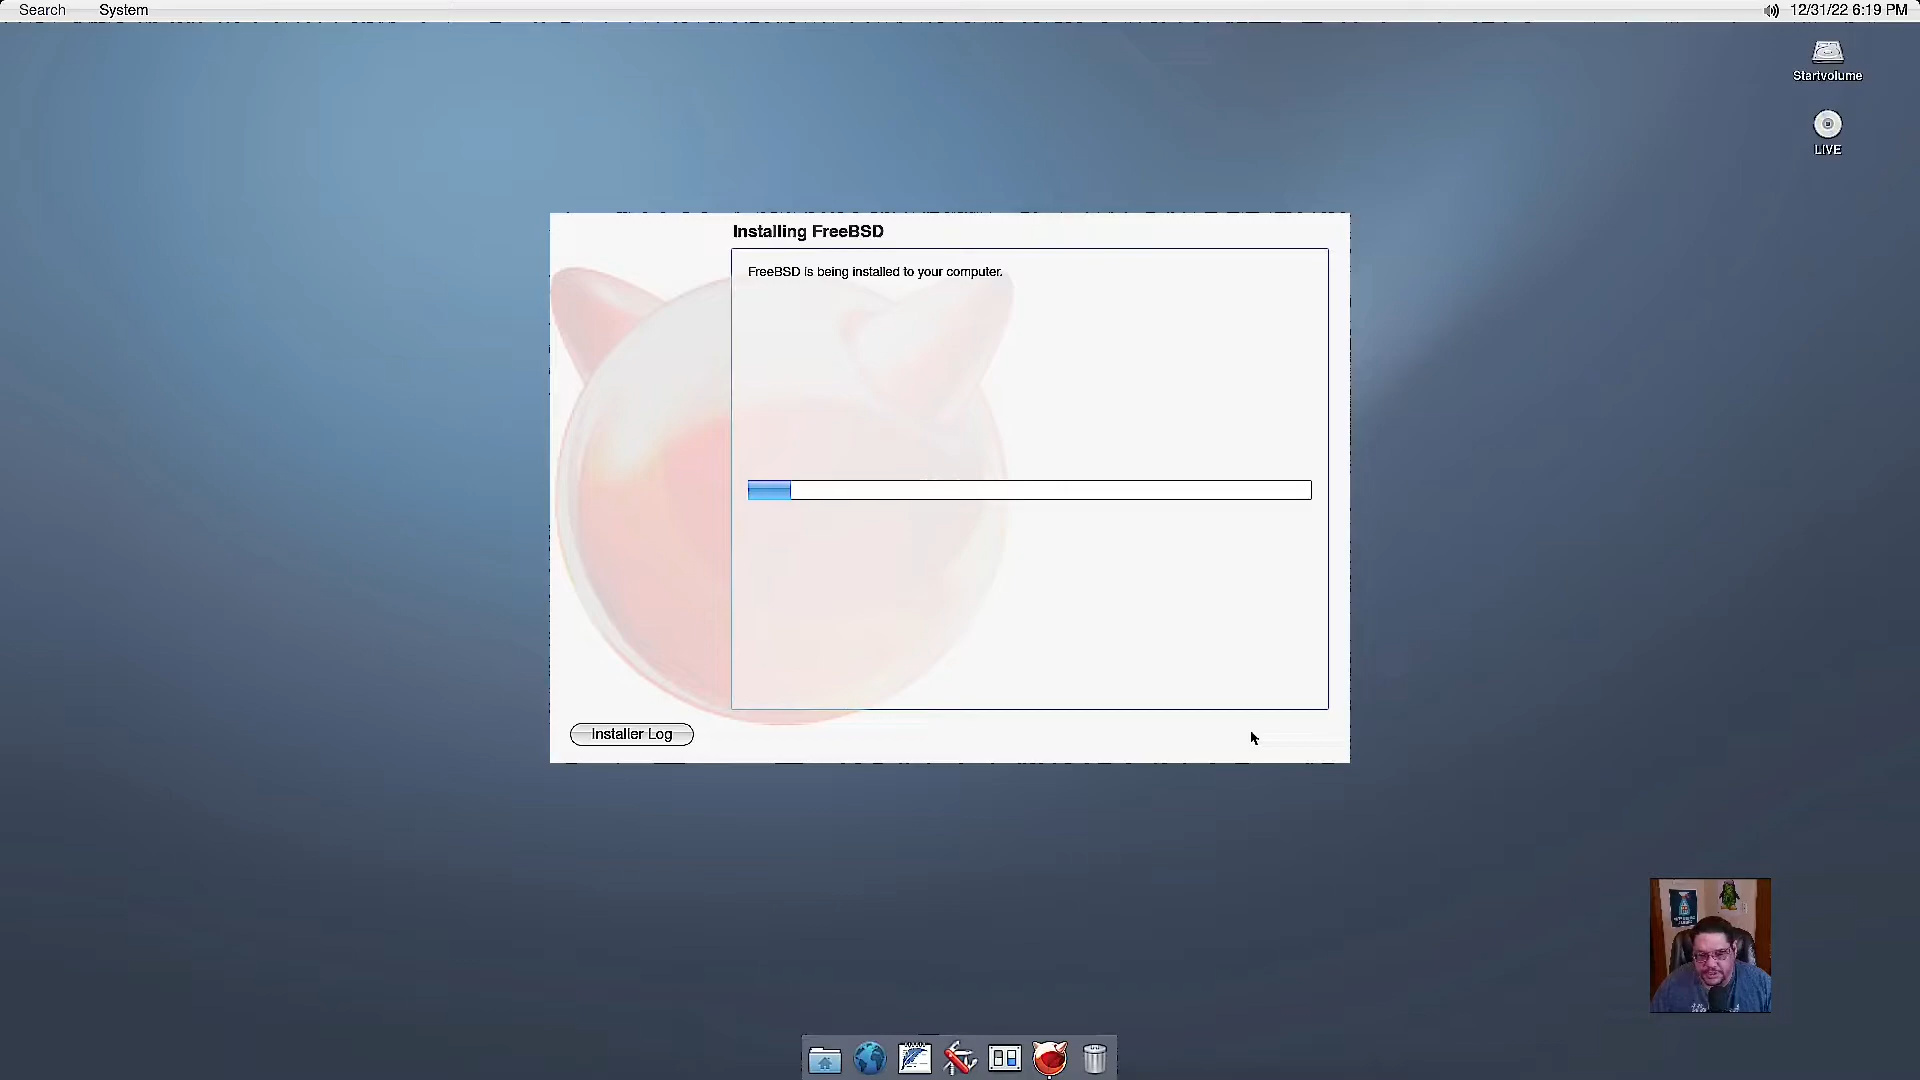 Search System 12/31/22 6:19 PM
Startvolume
LIVE
Installing FreeBSD
FreeBSD is being installed to your computer.
Installer Log